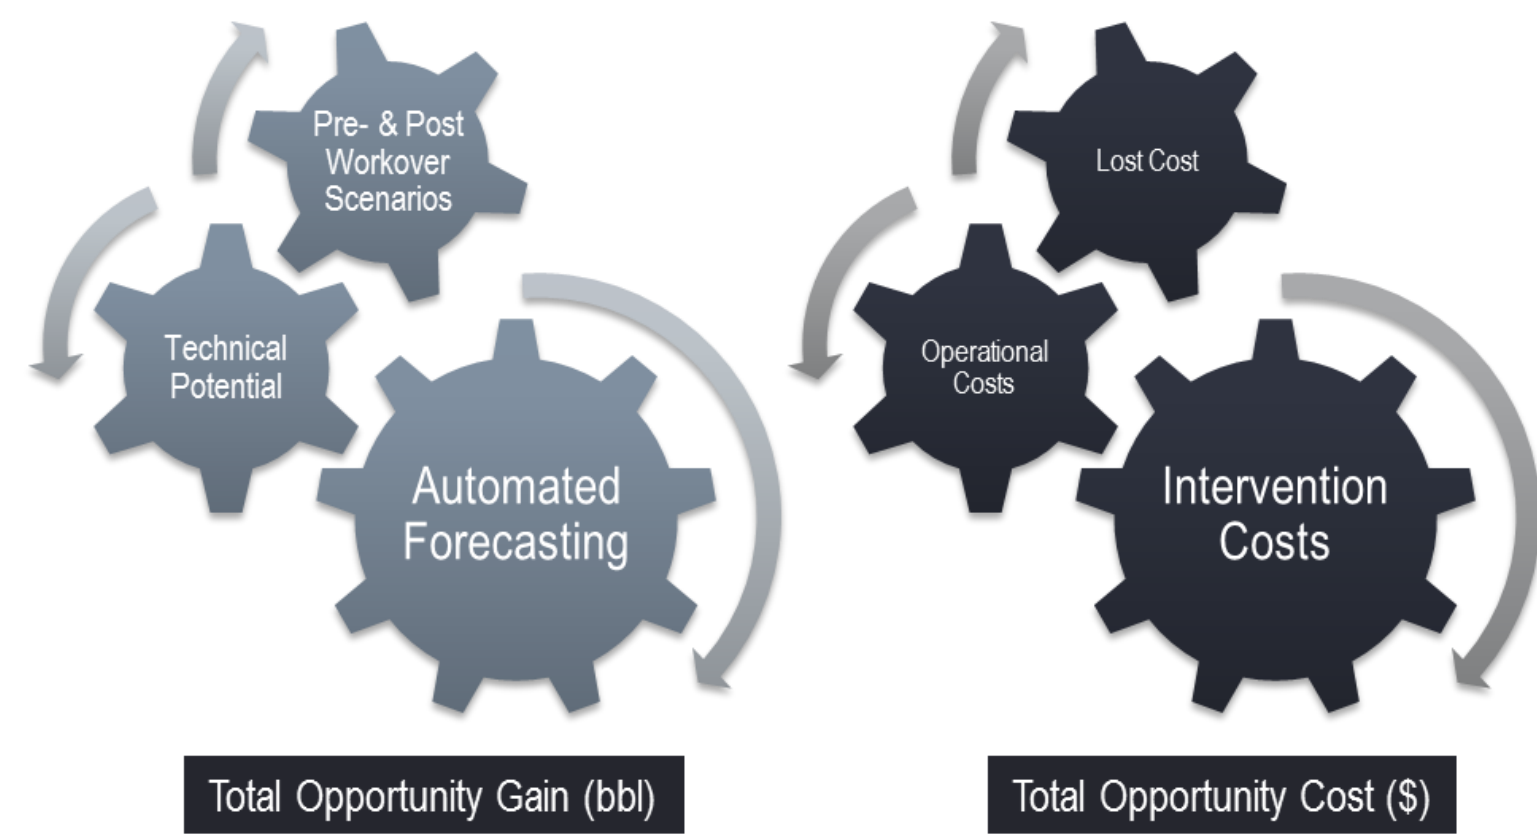 Pre- & Post
Workover
Scenarios
Technical
Potential
Automated
Forecasting
Total Opportunity Gain (bbl)
Lost Cost
Operational
Costs
Intervention
Costs
Total Opportunity Cost ($)